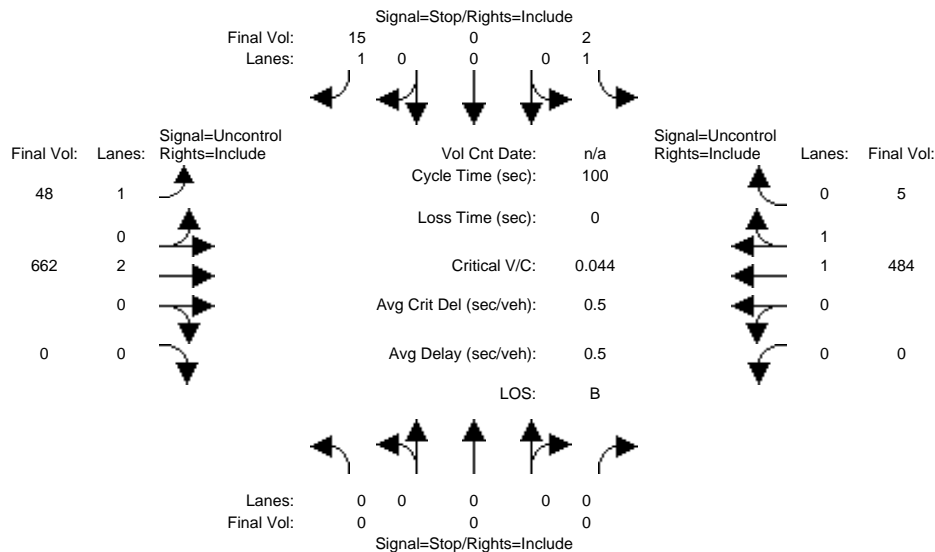 Signal=Stop/Rights=Include
Final Vol: 15 0 2
Lanes: 1 0 0 0 1
Signal=Uncontrol
Final Vol: Lanes: Rights=Include
Vol Cnt Date: n/a
Signal=Uncontrol
Rights=Include Lanes: Final Vol:
Cycle Time (sec): 100
48 1
0 5
Loss Time (sec): 0
0
1
662 2
Critical V/C: 0.044
1 484
0
Avg Crit Del (sec/veh): 0.5
0
0 0
Avg Delay (sec/veh): 0.5
0 0
LOS: B
Lanes: 0 0 0 0 0
Final Vol: 0 0 0
Signal=Stop/Rights=Include